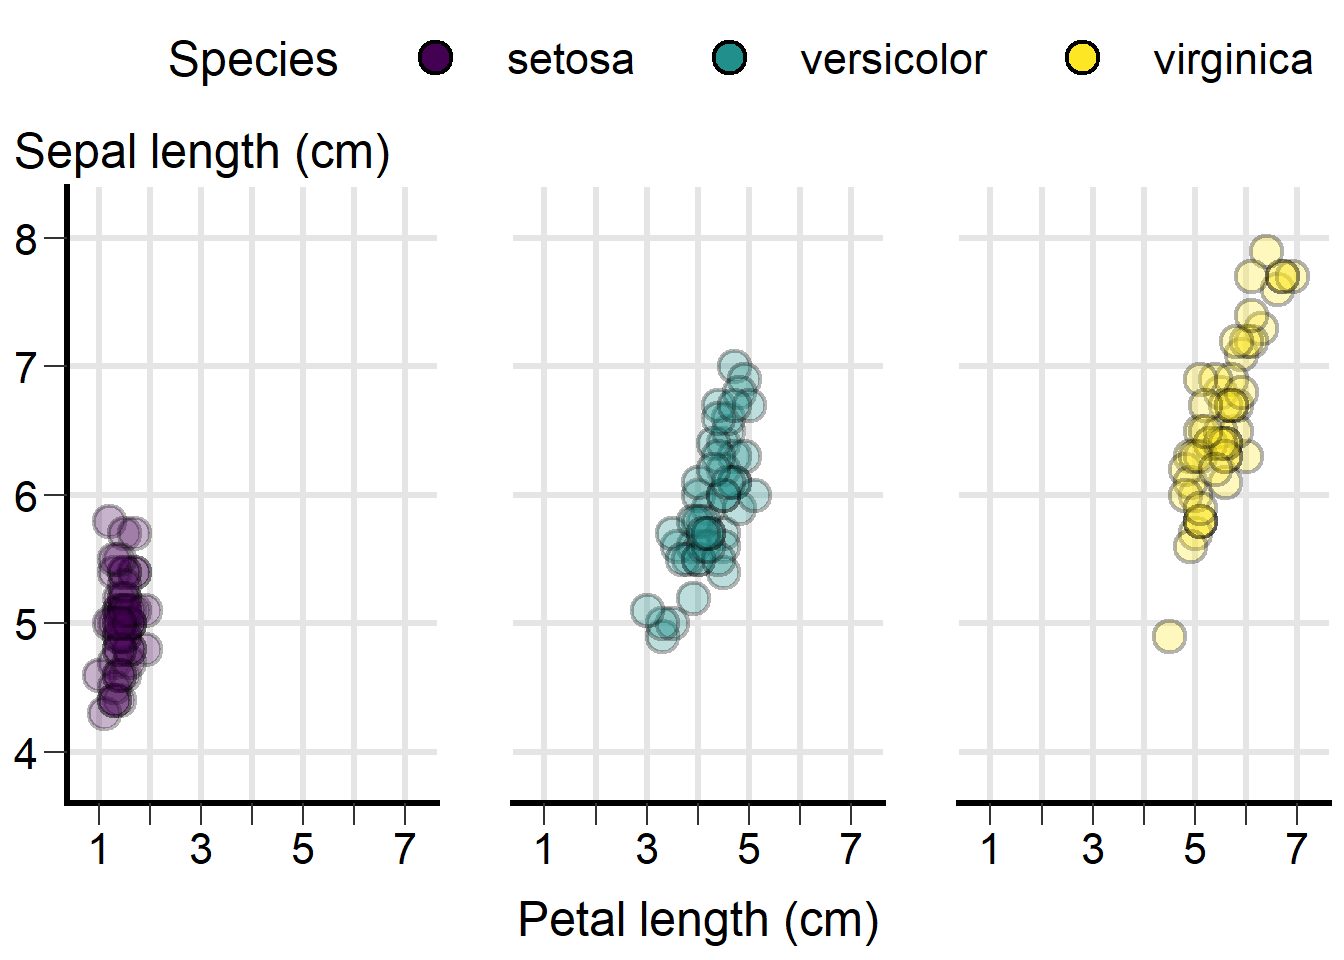 Species setosa versicolor virginica
Sepal length (cm)
8
7
6
5
4
1 3 5 7 1 3 5 7 1 3 5 7
Petal length (cm)